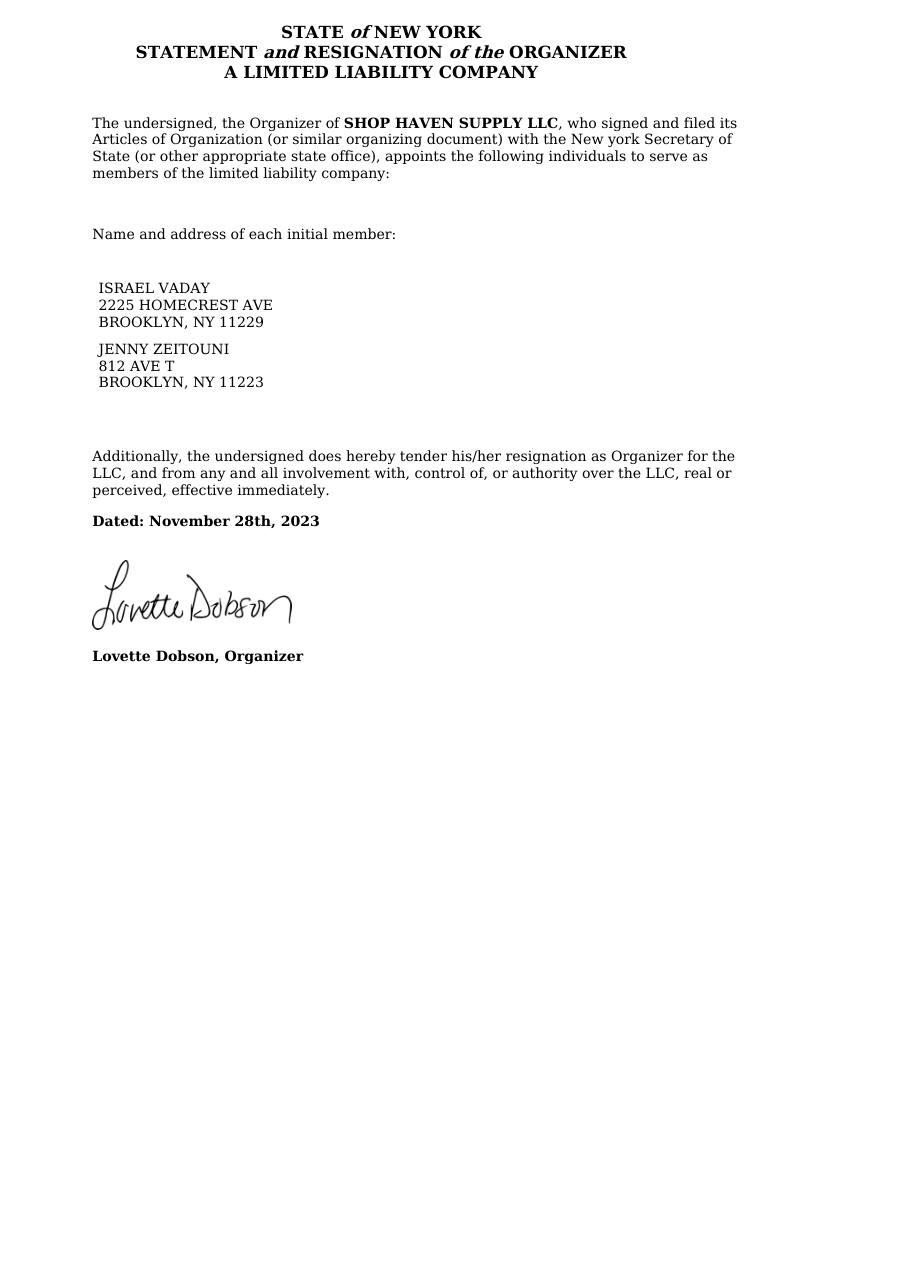 STATE of NEW YORK
STATEMENT and RESIGNATION of the ORGANIZER
A LIMITED LIABILITY COMPANY
The undersigned, the Organizer of SHOP HAVEN SUPPLY LLC, who signed and filed its
Articles of Organization (or similar organizing document) with the New york Secretary of
State (or other appropriate state office), appoints the following individuals to serve as
members of the limited liability company:
Name and address of each initial member:
ISRAEL VADAY
2225 HOMECREST AVE
BROOKLYN, NY 11229
JENNY ZEITOUNI
812 AVE T
BROOKLYN, NY 11223
Additionally, the undersigned does hereby tender his/her resignation as Organizer for the
LLC, and from any and all involvement with, control of, or authority over the LLC, real or
perceived, effective immediately.
Dated: November 28th, 2023
Lovette Dobson
Lovette Dobson, Organizer